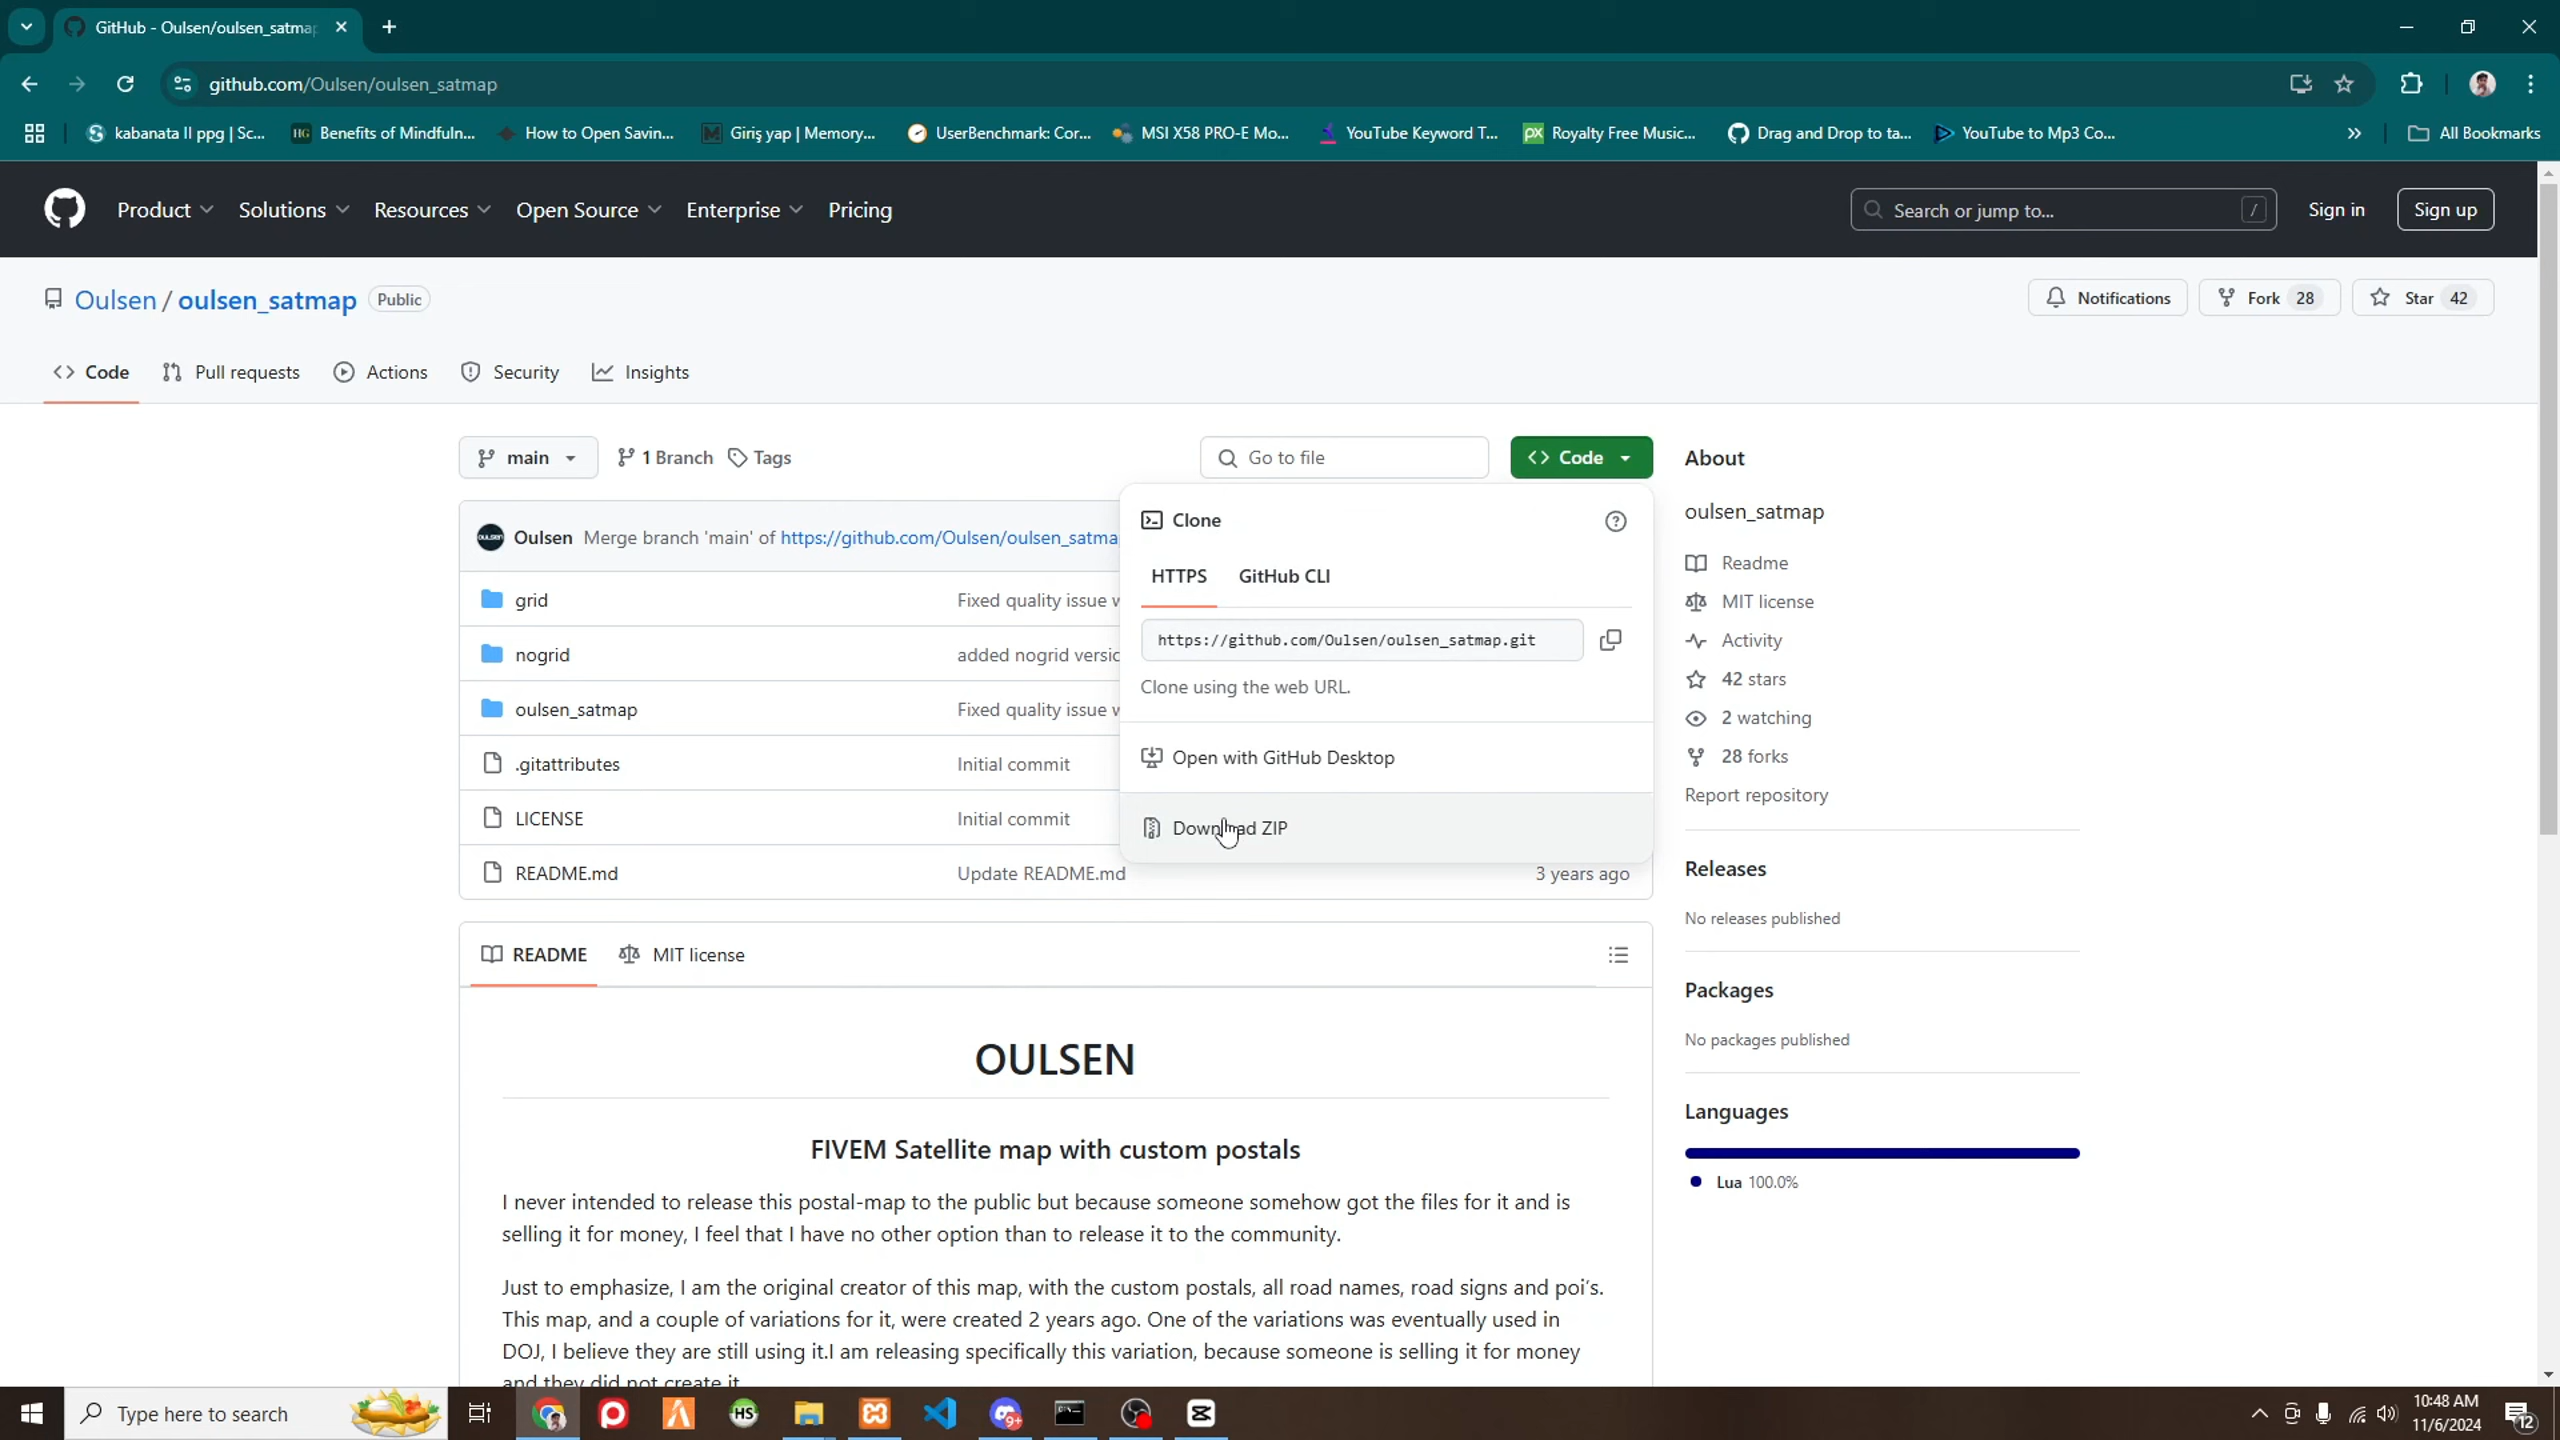 GitHub - Oulsen/oulsen_satma
github.com/Oulsen/oulsen_satmap
kabanata II ppg | Sc...
HG Benefits of Mindfuln...
How to Open Savin...
M Giriş yap | Memory...
UserBenchmark: Cor...
MSI X58 PRO-E Mo...
YouTube Keyword T...
px Royalty Free Music...
Drag and Drop to ta...
YouTube to Mp3 Co...
All Bookmarks
Product Solutions Resources Open Source Enterprise Pricing
Search or jump to... /
Sign in
Sign up
Oulsen / oulsen_satmap Public
Notifications
Fork 28
Star 42
Code Pull requests Actions Security Insights
main
1 Branch
Tags
Go to file
Code
Oulsen Merge branch 'main' of https://github.com/Oulsen/oulsen_satma
grid Fixed quality issue
nogrid added nogrid versic
oulsen_satmap Fixed quality issue
.gitattributes Initial commit
LICENSE Initial commit
README.md Update README.md 3 years ago
Clone
HTTPS GitHub CLI
https://github.com/Oulsen/oulsen_satmap.git
Clone using the web URL.
Open with GitHub Desktop
Download ZIP
About
oulsen_satmap
Readme
MIT license
Activity
42 stars
2 watching
28 forks
Report repository
Releases
No releases published
Packages
No packages published
Languages
Lua 100.0%
README MIT license
OULSEN
FIVEM Satellite map with custom postals
I never intended to release this postal-map to the public but because someone somehow got the files for it and is
selling it for money, I feel that I have no other option than to release it to the community.
Just to emphasize, I am the original creator of this map, with the custom postals, all road names, road signs and poi's.
This map, and a couple of variations for it, were created 2 years ago. One of the variations was eventually used in
DOJ, I believe they are still using it.I am releasing specifically this variation, because someone is selling it for money
and they did not create it.
Type here to search
HS
9+
10:48 AM
11/6/2024
12